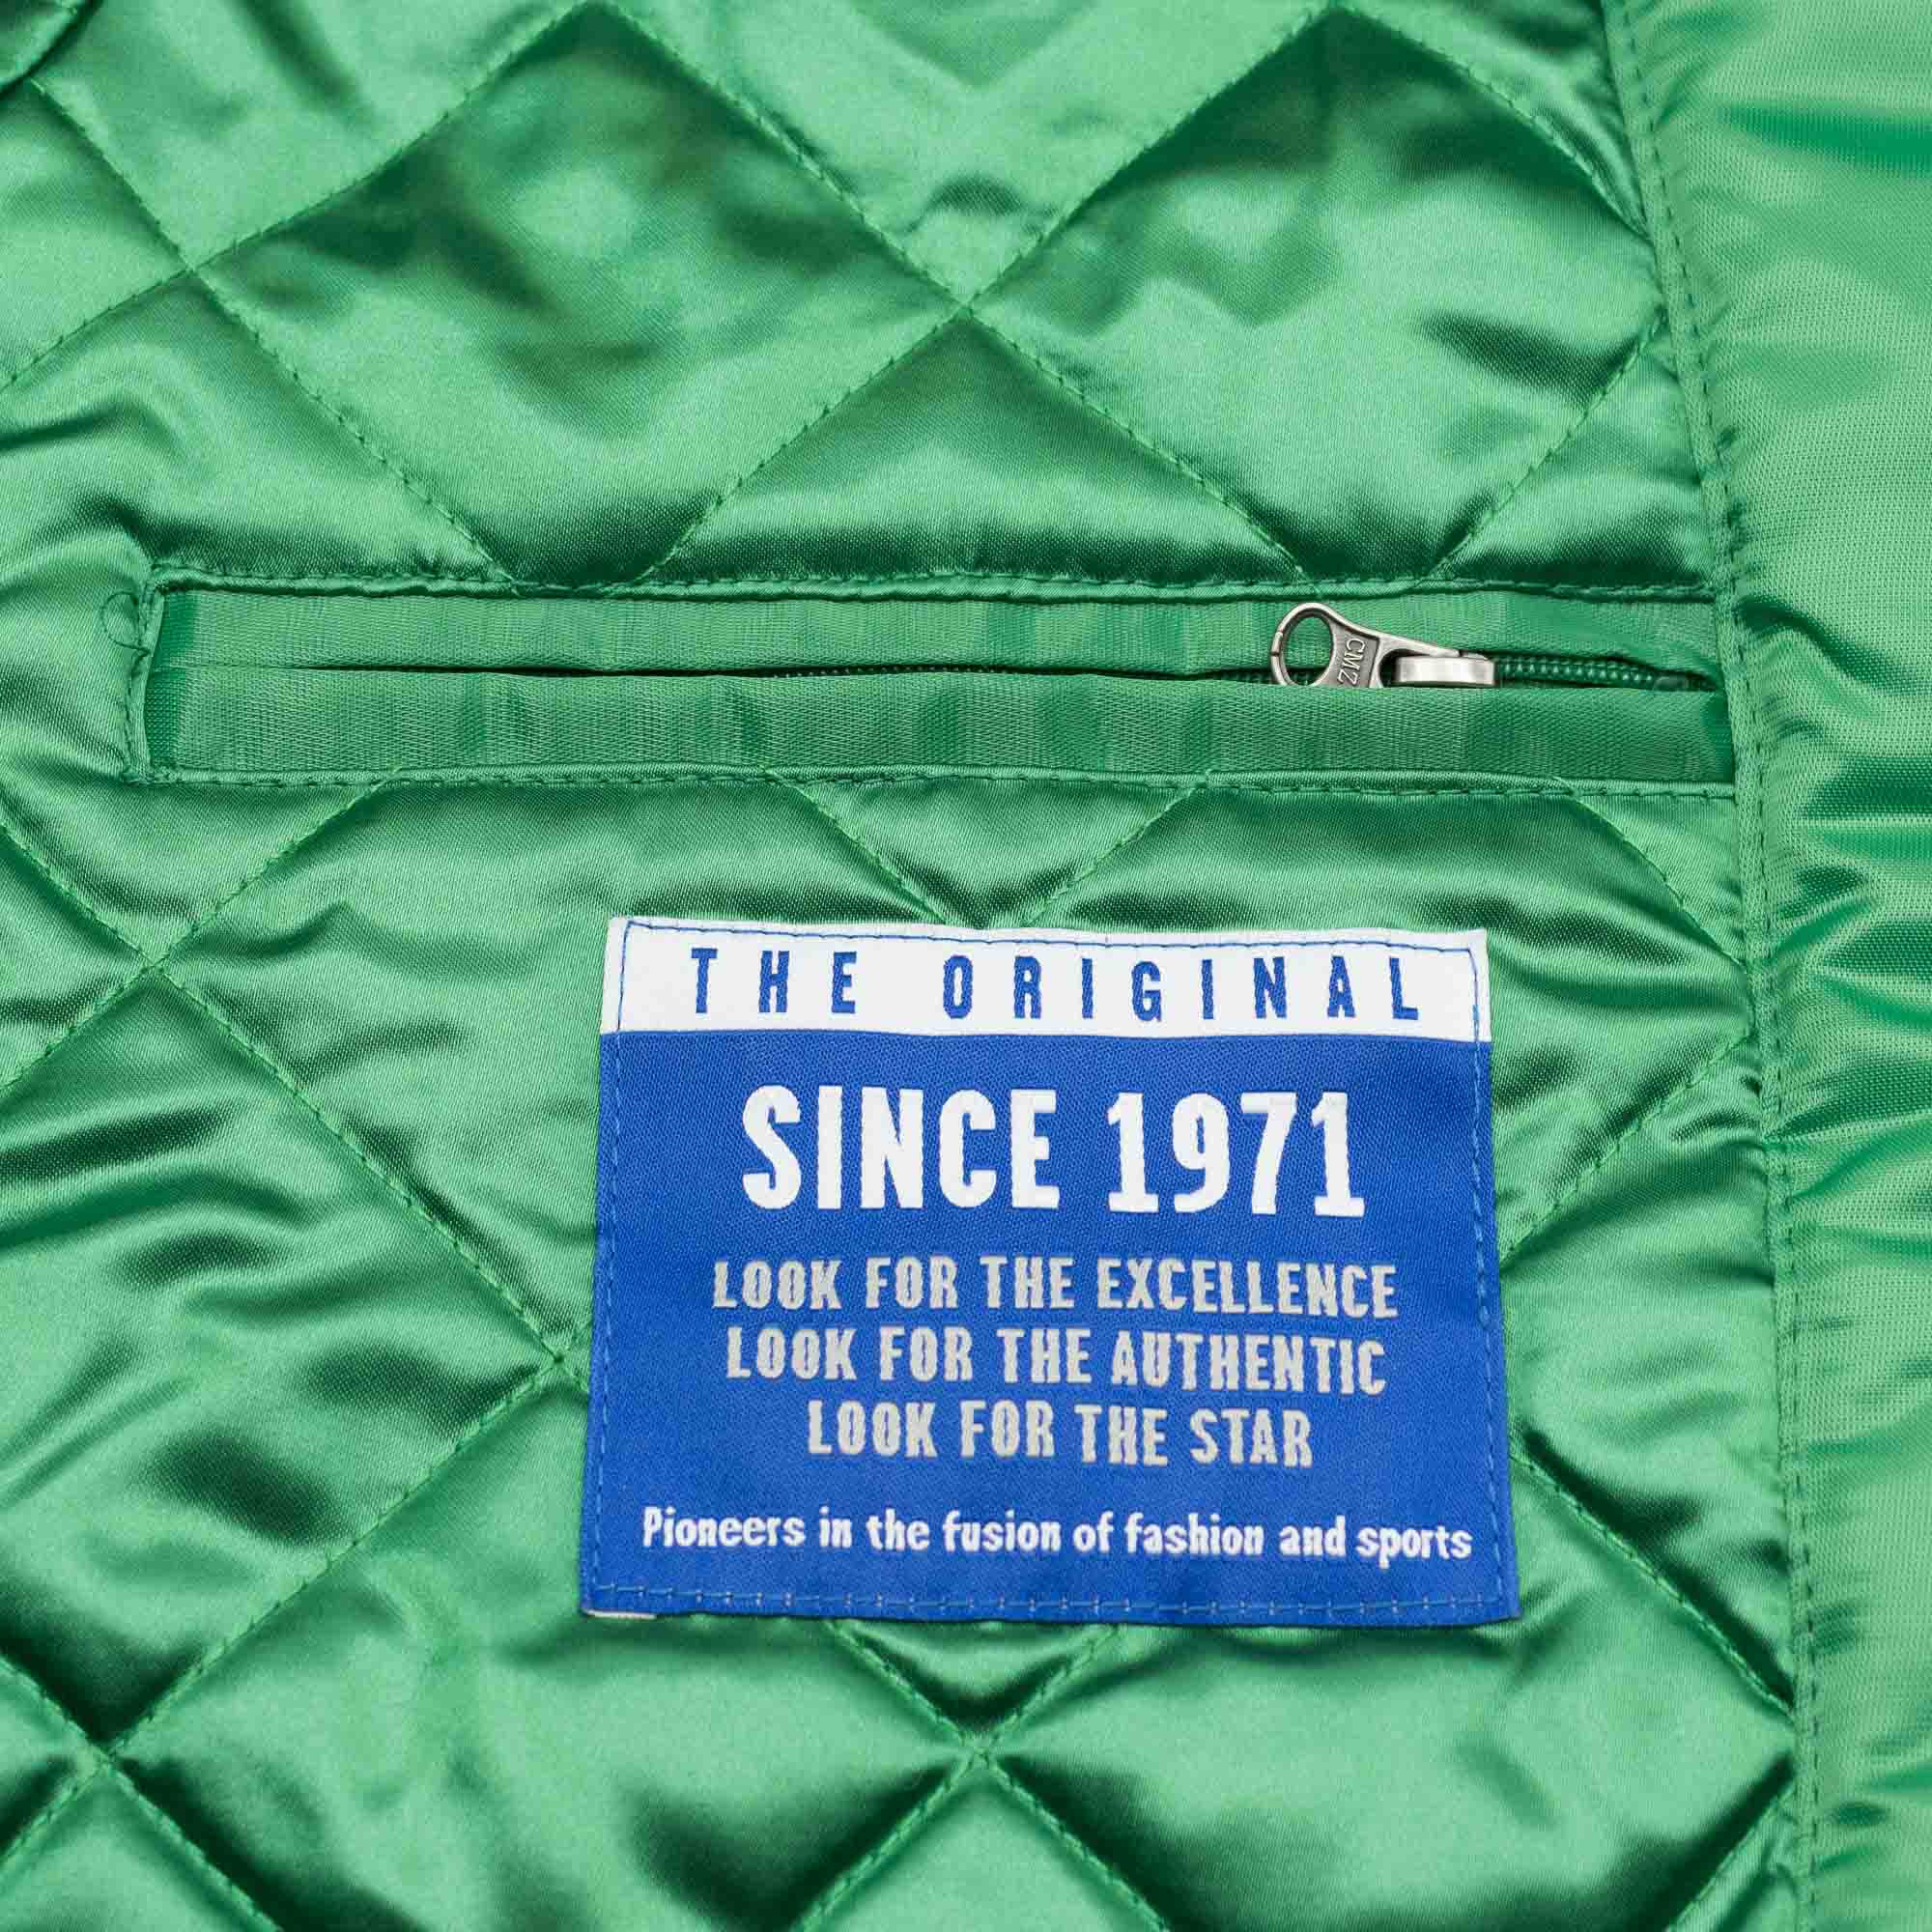 CMZ
THE ORIGINAL
SINCE 1971
LOOK FOR THE EXCELLENCE
LOOK FOR THE AUTHENTIC
LOOK FOR THE STAR
Pioneers in the fusion of fashion and sports